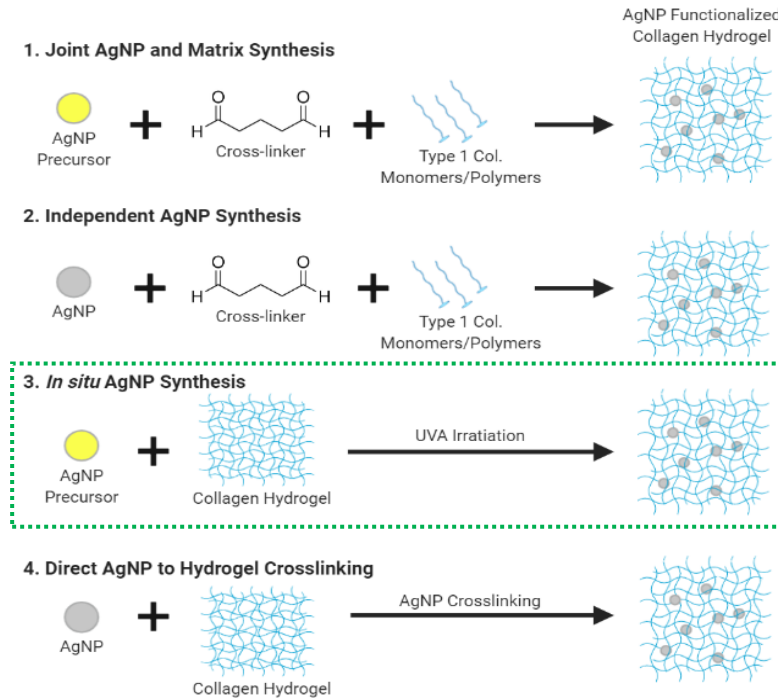 AgNP Functionalized
Collagen Hydrogel
1. Joint AgNP and Matrix Synthesis
O O
H H
AgNP
Precursor
Cross-linker
Type 1 Col.
Monomers/Polymers
2. Independent AgNP Synthesis
O O
H H
AgNP
Cross-linker
Type 1 Col.
Monomers/Polymers
3. In situ AgNP Synthesis
UVA Irratiation
AgNP
Precursor
Collagen Hydrogel
4. Direct AgNP to Hydrogel Crosslinking
AgNP Crosslinking
AgNP
Collagen Hydrogel